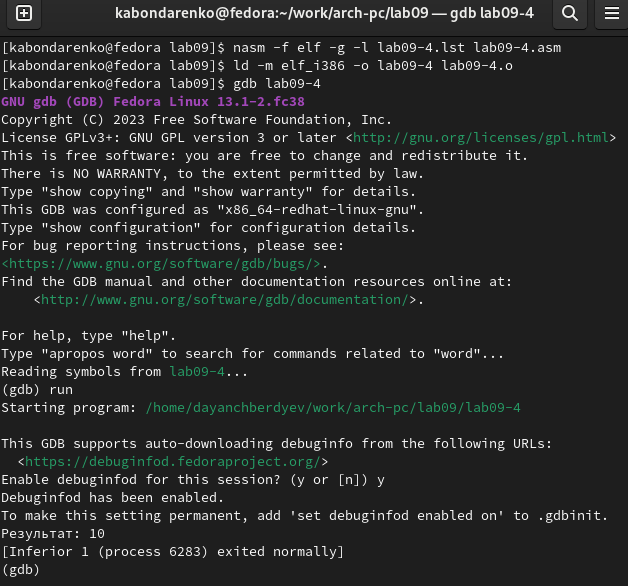 kabondarenko@fedora:~/work/arch-pc/lab09 — gdb lab09-4
[kabondarenko@fedora lab09]$ nasm -f elf -g -l lab09-4.lst lab09-4.asm
[kabondarenko@fedora lab09]$ ld -m elf_i386 -o lab09-4 lab09-4.o
[kabondarenko@fedora lab09]$ gdb lab09-4
GNU gdb (GDB) Fedora Linux 13.1-2.fc38
Copyright (C) 2023 Free Software Foundation, Inc.
License GPLv3+: GNU GPL version 3 or later <http://gnu.org/licenses/gpl.html>
This is free software: you are free to change and redistribute it.
There is NO WARRANTY, to the extent permitted by law.
Type "show copying" and "show warranty" for details.
This GDB was configured as "x86_64-redhat-linux-gnu".
Type "show configuration" for configuration details.
For bug reporting instructions, please see:
<https://www.gnu.org/software/gdb/bugs/>.
Find the GDB manual and other documentation resources online at:
    <http://www.gnu.org/software/gdb/documentation/>.

For help, type "help".
Type "apropos word" to search for commands related to "word"...
Reading symbols from lab09-4...
(gdb) run
Starting program: /home/dayanchberdyev/work/arch-pc/lab09/lab09-4

This GDB supports auto-downloading debuginfo from the following URLs:
  <https://debuginfod.fedoraproject.org/>
Enable debuginfod for this session? (y or [n]) y
Debuginfod has been enabled.
To make this setting permanent, add 'set debuginfod enabled on' to .gdbinit.
Результат: 10
[Inferior 1 (process 6283) exited normally]
(gdb)